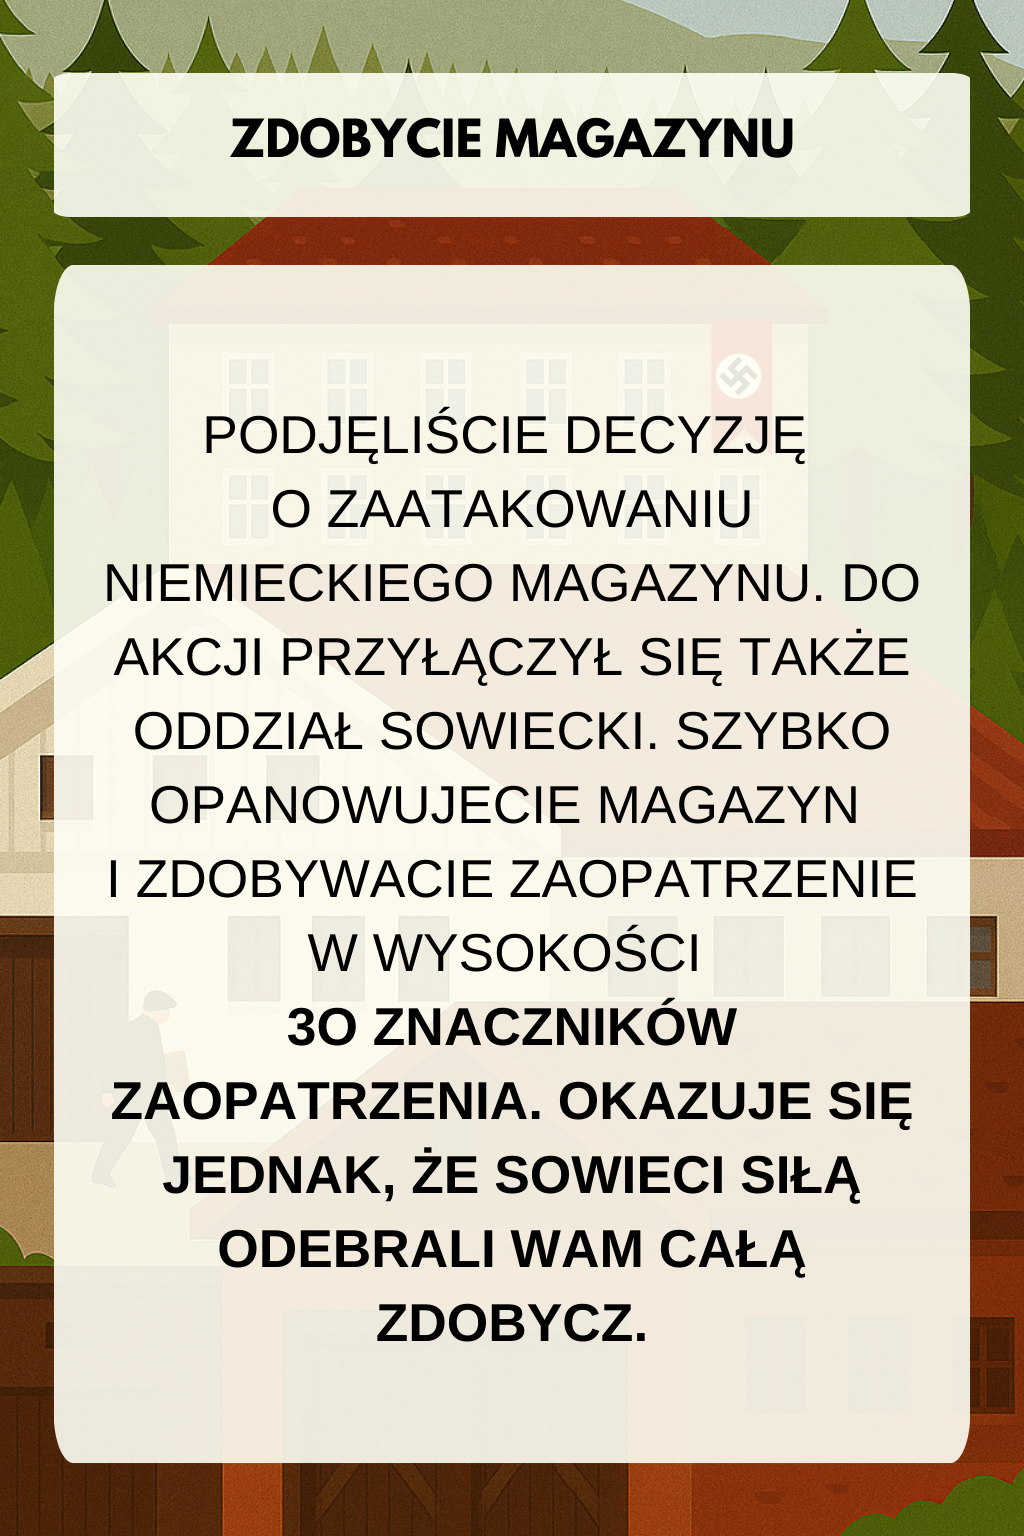 ZDOBYCIE MAGAZYNU
PODJĘLIŚCIE DECYZJĘ
O ZAATAKOWANIU
NIEMIECKIEGO MAGAZYNU. DO
AKCJI PRZYŁĄCZYŁ SIĘ TAKŻE
ODDZIAŁ SOWIECKI. SZYBKO
OPANOWUJECIE MAGAZYN
I ZDOBYWACIE ZAOPATRZENIE
W WYSOKOŚCI
3O ZNACZNIKÓW
ZAOPATRZENIA. OKAZUJE SIĘ
JEDNAK, ŻE SOWIECI SIŁĄ
ODEBRALI WAM CAŁĄ
ZDOBYCZ.